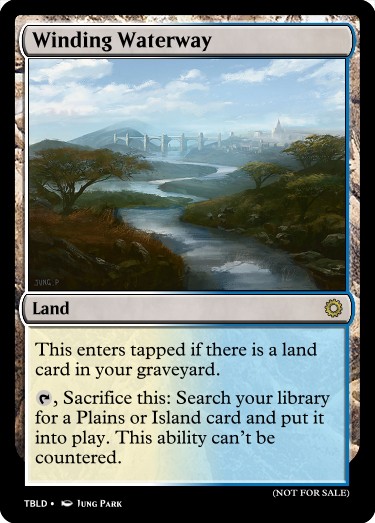 Winding Waterway
JUNG P
Land
This enters tapped if there is a land
card in your graveyard.
, Sacrifice this: Search your library
for a Plains or Island card and put it
into play. This ability can't be
countered.
(NOT FOR SALE)
TBLD • Jung Park